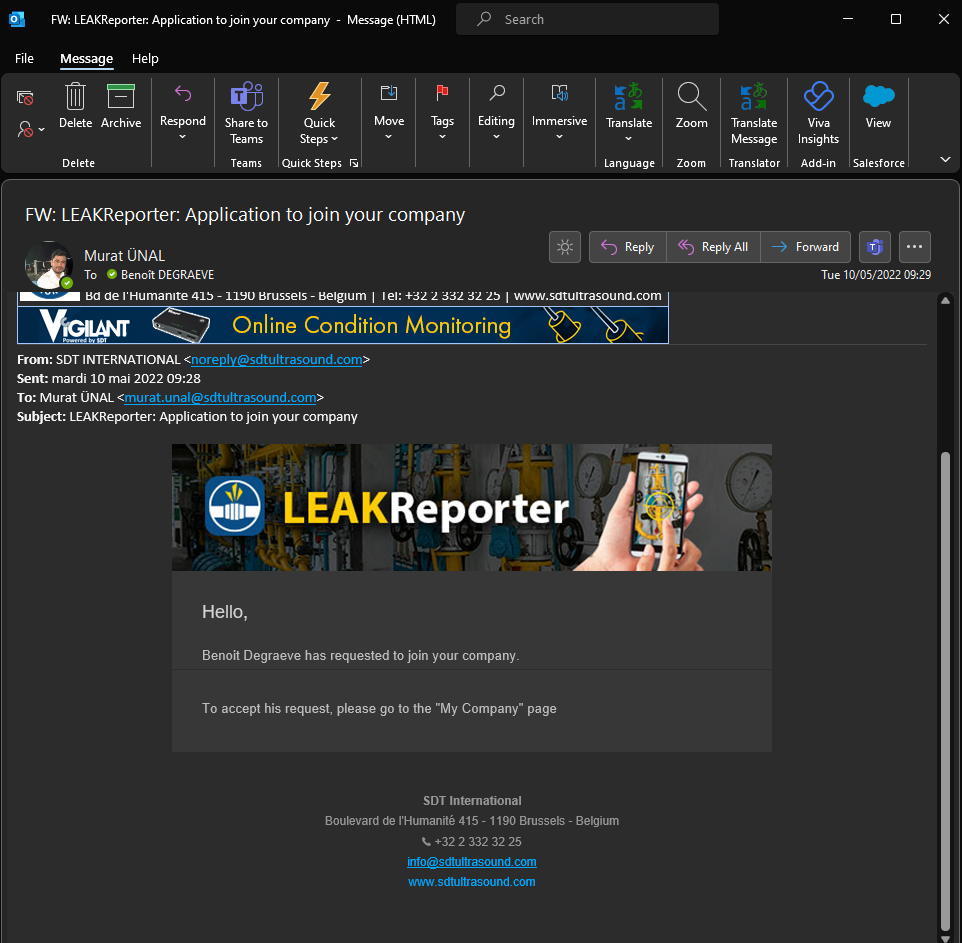 FW: LEAKReporter: Application to join your company - Message (HTML)
Search
File Message Help
Delete Archive Respond Share to Teams Quick Steps Move Tags Editing Immersive Translate Zoom Translate Message Viva Insights View
Delete Teams Quick Steps Language Zoom Translator Add-in Salesforce
FW: LEAKReporter: Application to join your company
Murat ÜNAL
To Benoît DEGRAEVE
Reply Reply All Forward
Tue 10/05/2022 09:29
Bd de l'Humanité 415 - 1190 Brussels - Belgium | Tel: +32 2 332 32 25 | www.sdtultrasound.com
VIGILANT
Powered by SDT
Online Condition Monitoring
From: SDT INTERNATIONAL <noreply@sdtultrasound.com>
Sent: mardi 10 mai 2022 09:28
To: Murat ÜNAL <murat.unal@sdtultrasound.com>
Subject: LEAKReporter: Application to join your company
LEAKReporter
Hello,
Benoît Degraeve has requested to join your company.
To accept his request, please go to the "My Company" page
SDT International
Boulevard de l'Humanité 415 - 1190 Brussels - Belgium
+32 2 332 32 25
info@sdtultrasound.com
www.sdtultrasound.com